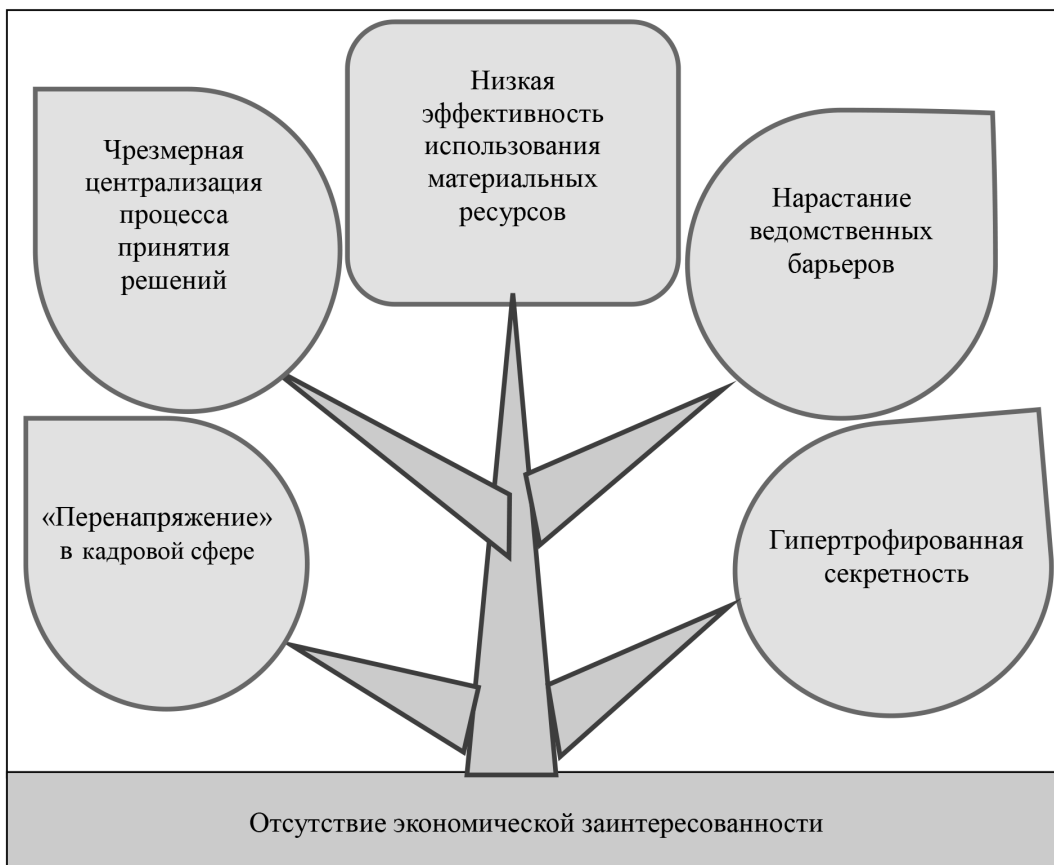 Низкая
эффективность
использования
материальных
ресурсов
Чрезмерная
централизация
процесса
принятия
решений
Нарастание
ведомственных
барьеров
«Перенапряжение»
в кадровой сфере
Гипертрофированная
секретность
Отсутствие экономической заинтересованности